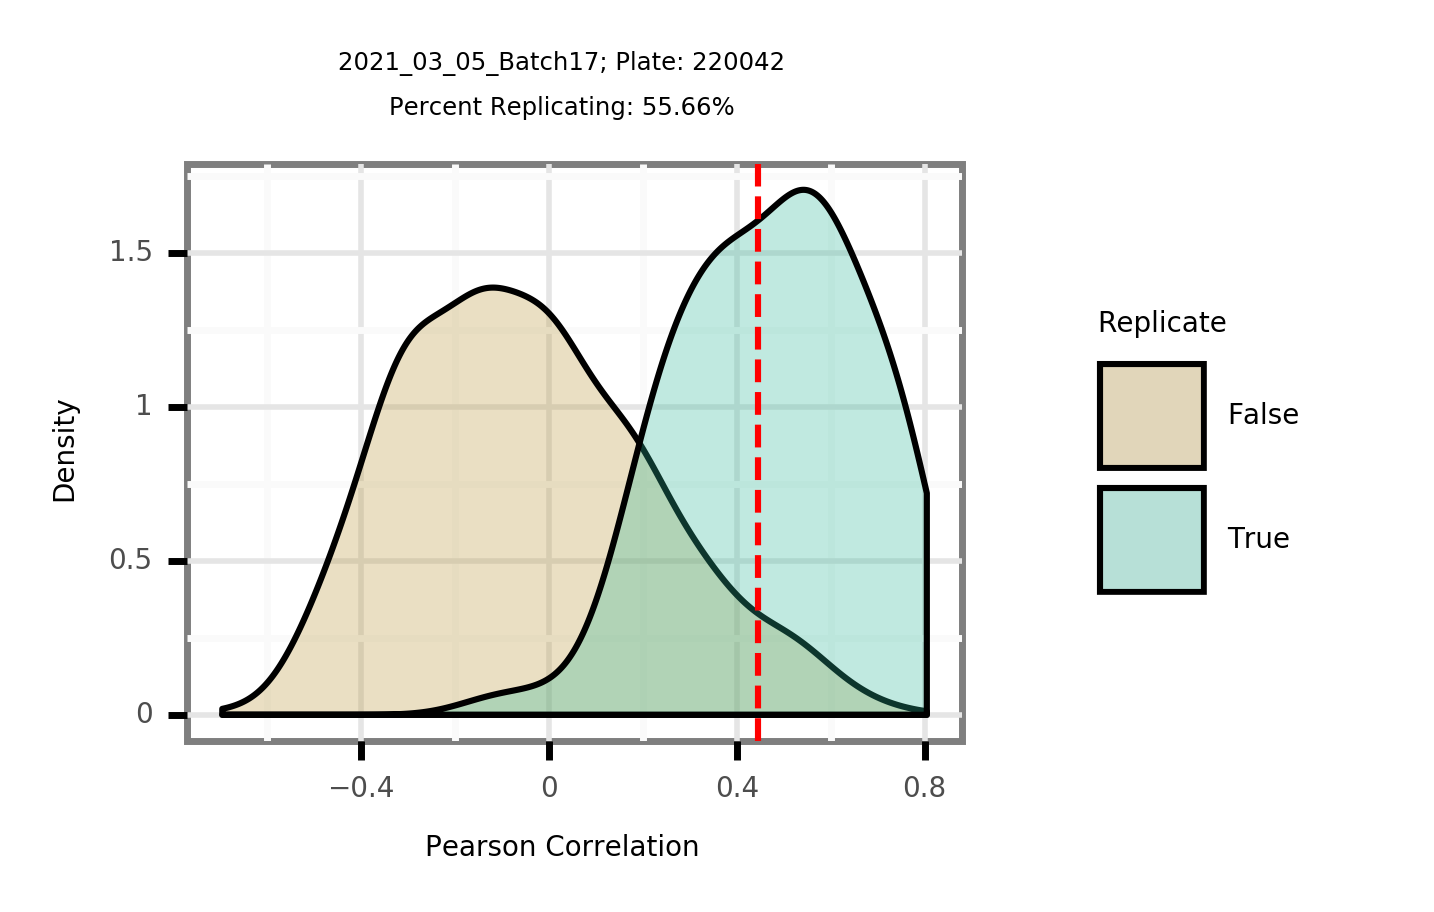 2021_03_05_Batch17; Plate: 220042
Percent Replicating: 55.66%
1.5
1
0.5
0
Density
−0.4 0 0.4 0.8
Pearson Correlation
Replicate
False
True